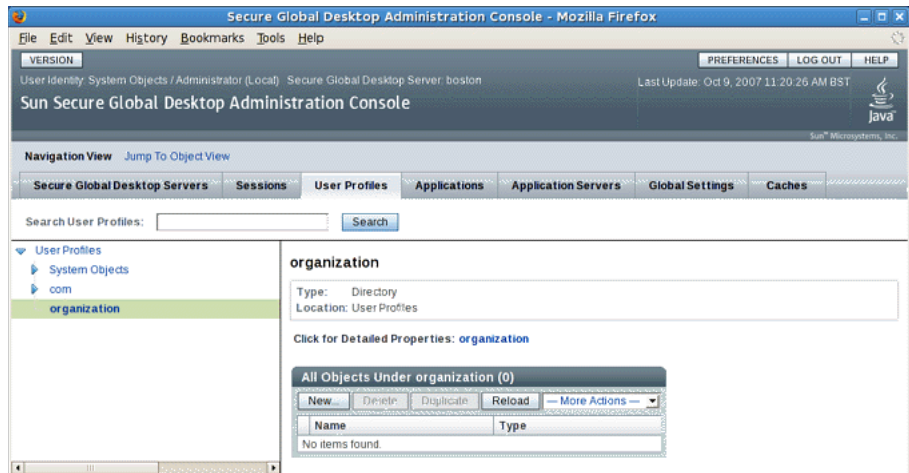 Secure Global Desktop Administration Console - Mozilla Firefox
File Edit View History Bookmarks Tools Help
VERSION PREFERENCES LOG OUT HELP
User Identity: System Objects / Administrator (Local) Secure Global Desktop Server: boston Last Update: Oct 9, 2007 11:20:26 AM BST
Sun Secure Global Desktop Administration Console
Java
Sun™ Microsystems, Inc.
Navigation View Jump To Object View
Secure Global Desktop Servers Sessions User Profiles Applications Application Servers Global Settings Caches
Search User Profiles: Search
User Profiles
System Objects
com
organization
organization
Type: Directory
Location: User Profiles
Click for Detailed Properties: organization
All Objects Under organization (0)
New... Delete Duplicate Reload — More Actions —
Name Type
No items found.